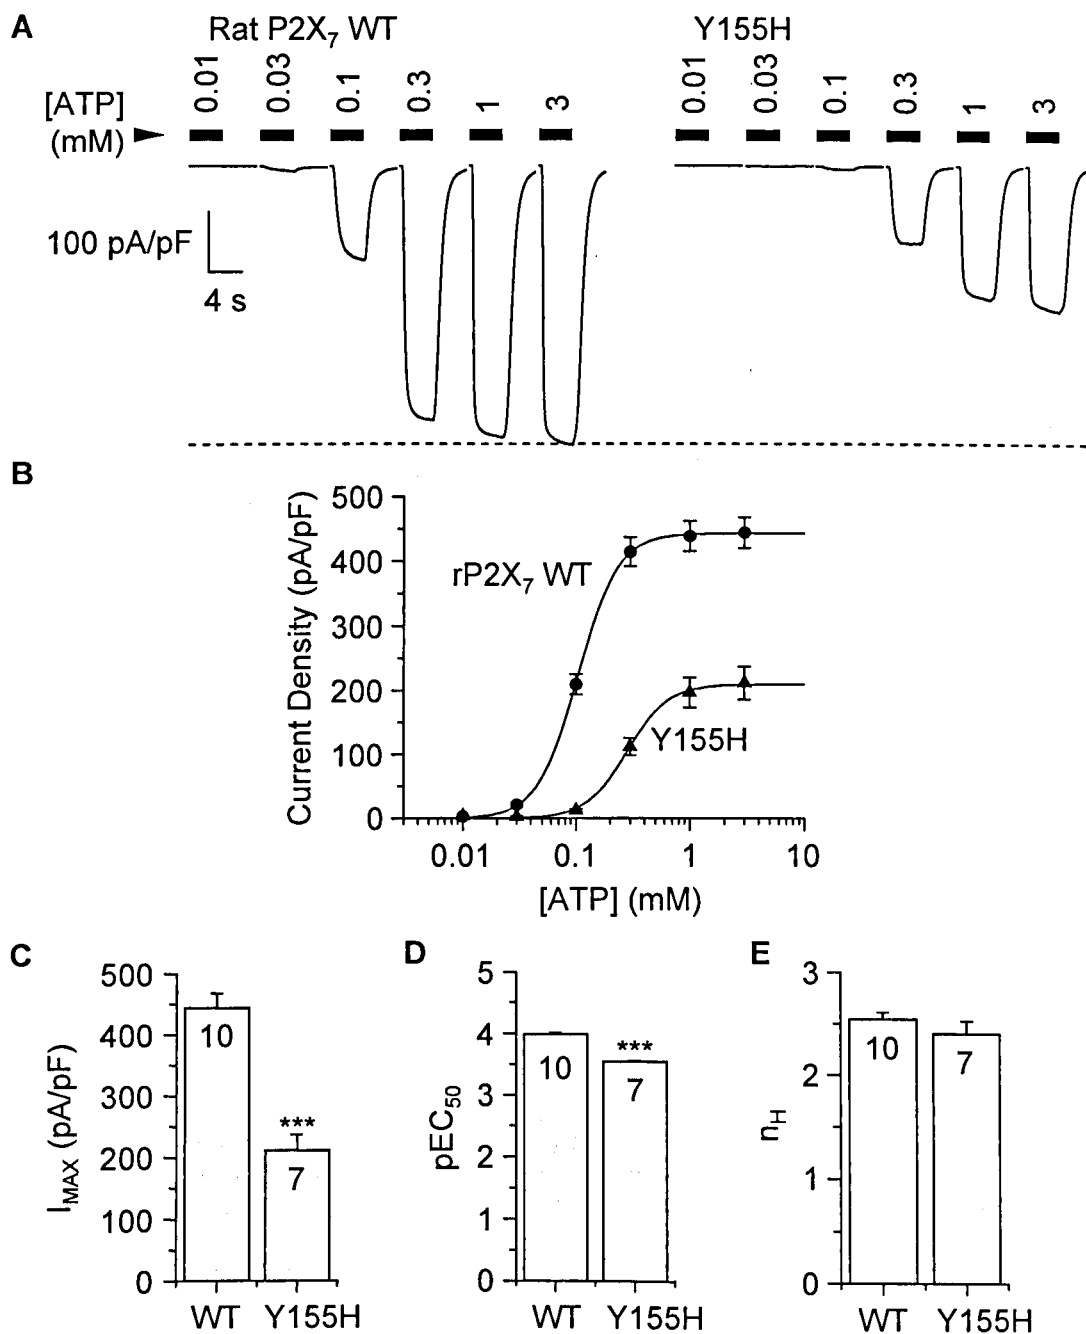 A
Rat P2X7 WT
Y155H
[ATP]
(mM)
0.01 0.03 0.1 0.3 1 3
0.01 0.03 0.1 0.3 1 3
100 pA/pF
4 s
B
Current Density (pA/pF)
500
400
300
200
100
0
rP2X7 WT
Y155H
0.01 0.1 1 10
[ATP] (mM)
C
IMAX (pA/pF)
500
400
300
200
100
0
10
***
7
WT Y155H
D
pEC50
5
4
3
2
1
0
10
***
7
WT Y155H
E
nH
3
2
1
0
10
7
WT Y155H